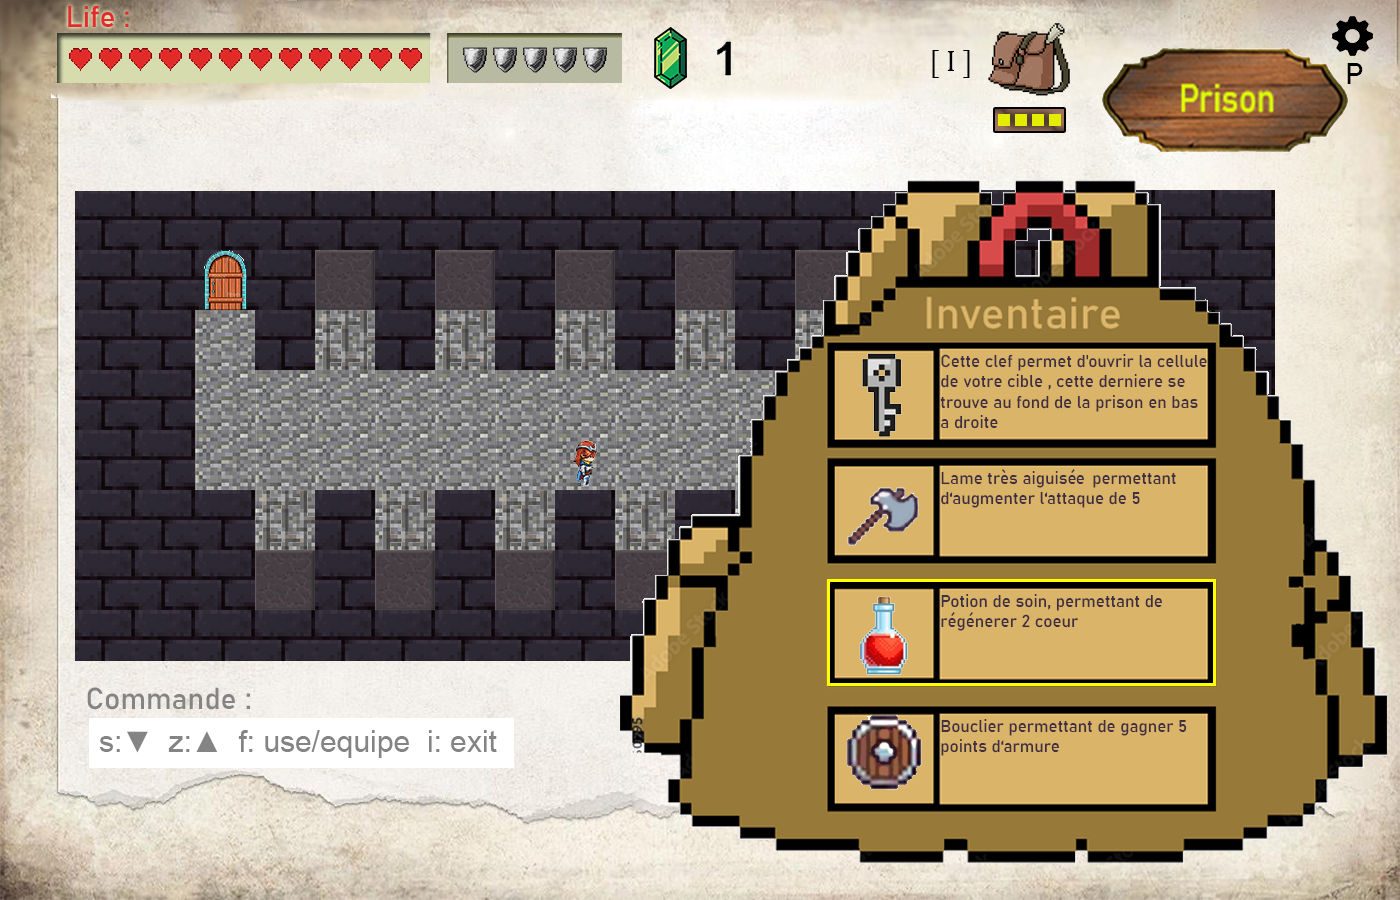 Life :
1
[ I ]
P
Prison
Inventaire
Cette clef permet d'ouvrir la cellule
de votre cible , cette derniere se
trouve au fond de la prison en bas
a droite
Lame très aiguisée  permettant
d'augmenter l'attaque de 5
Potion de soin, permettant de
régénerer 2 coeur
Bouclier permettant de gagner 5
points d'armure
Commande :
s:▼  z:▲  f: use/equipe  i: exit